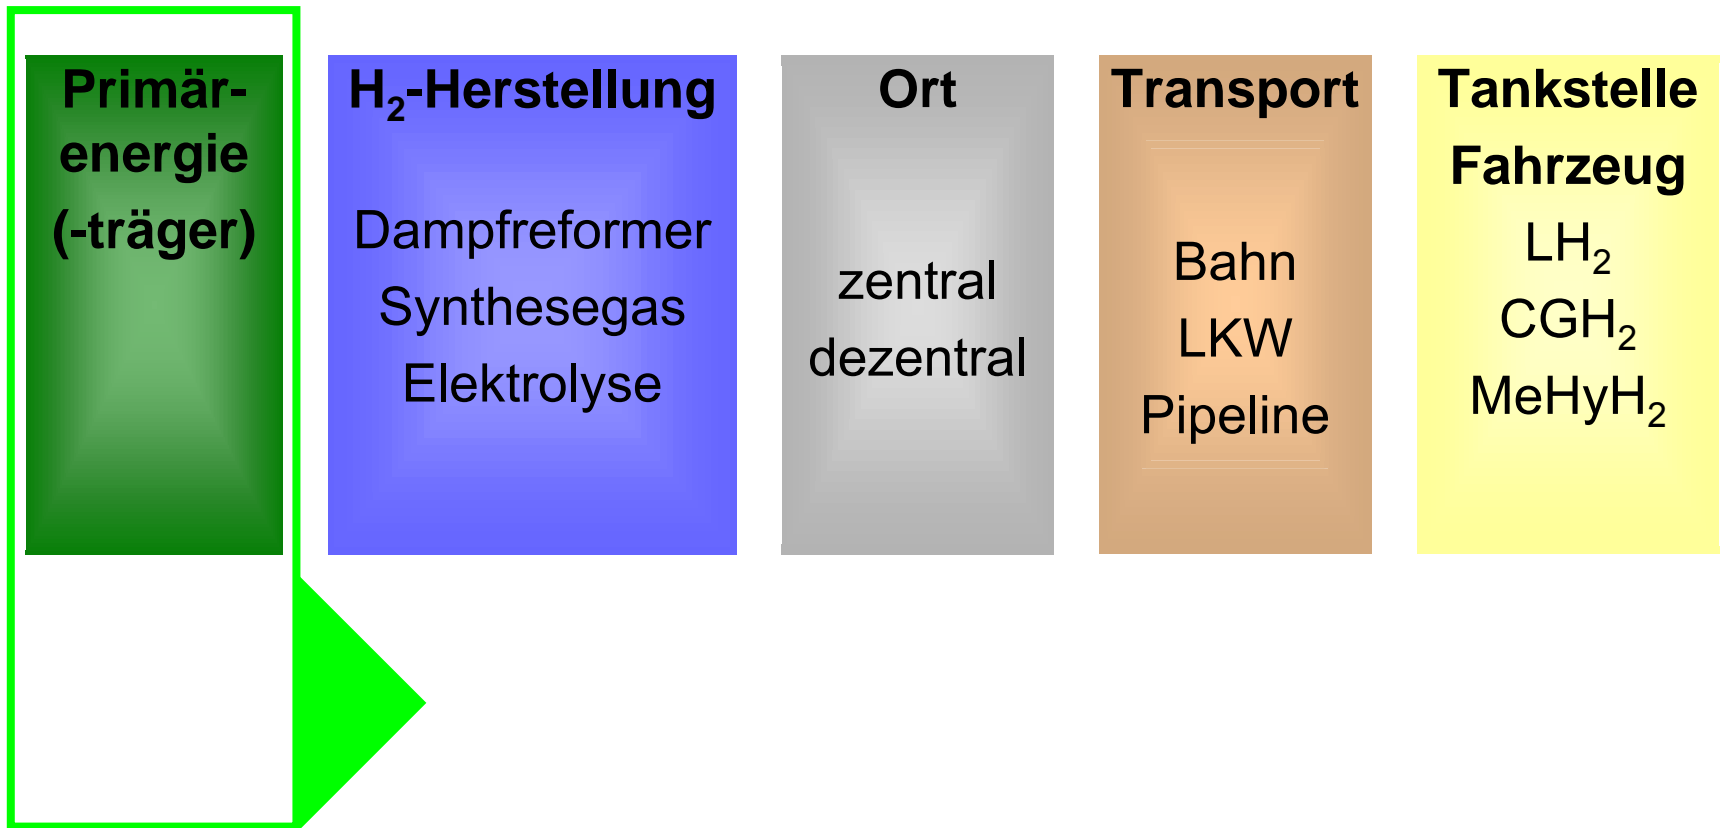 Primär-
energie
(-träger)
H₂-Herstellung
Dampfreformer
Synthesegas
Elektrolyse
Ort
zentral
dezentral
Transport
Bahn
LKW
Pipeline
Tankstelle
Fahrzeug
LH₂
CGH₂
MeHyH₂